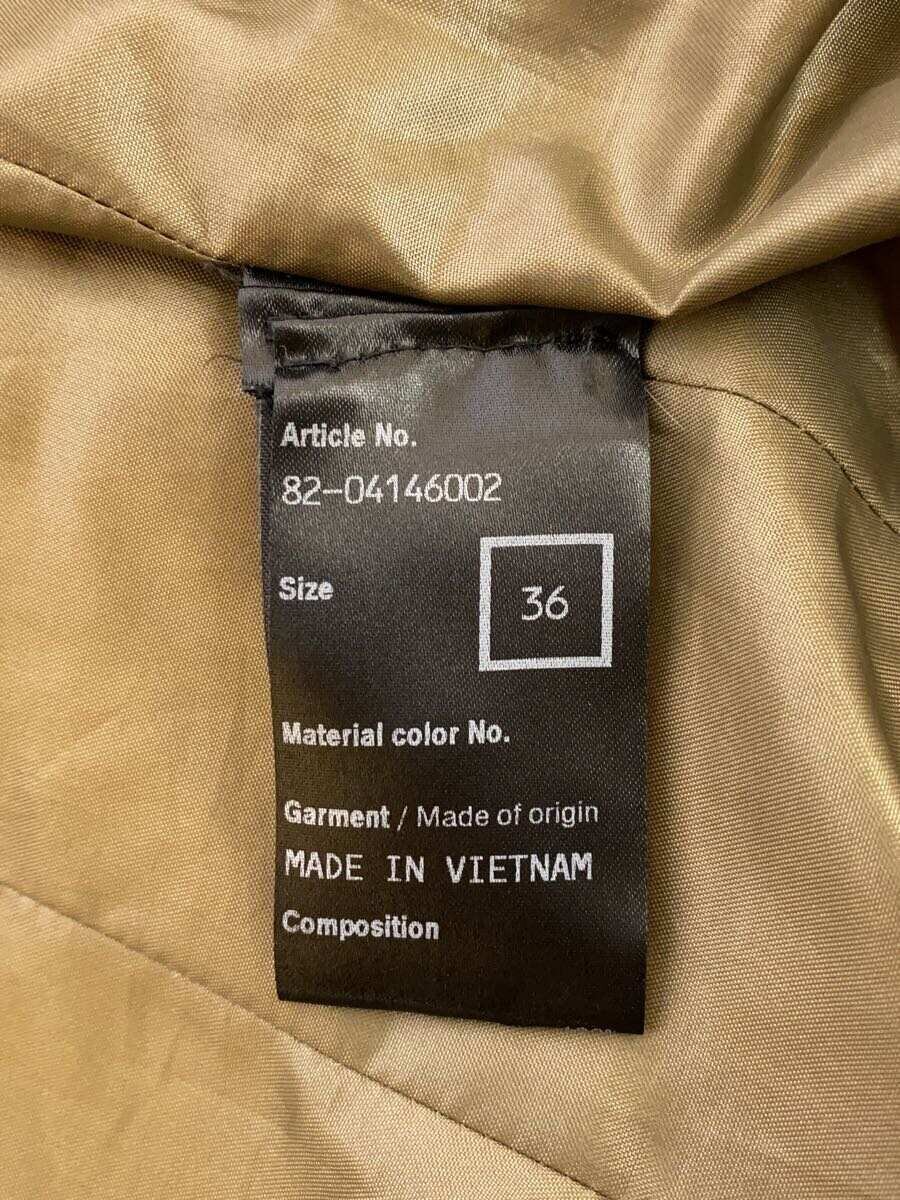 Article No.
82-04146002
Size
36
Material color No.
Garment / Made of origin
MADE IN VIETNAM
Composition